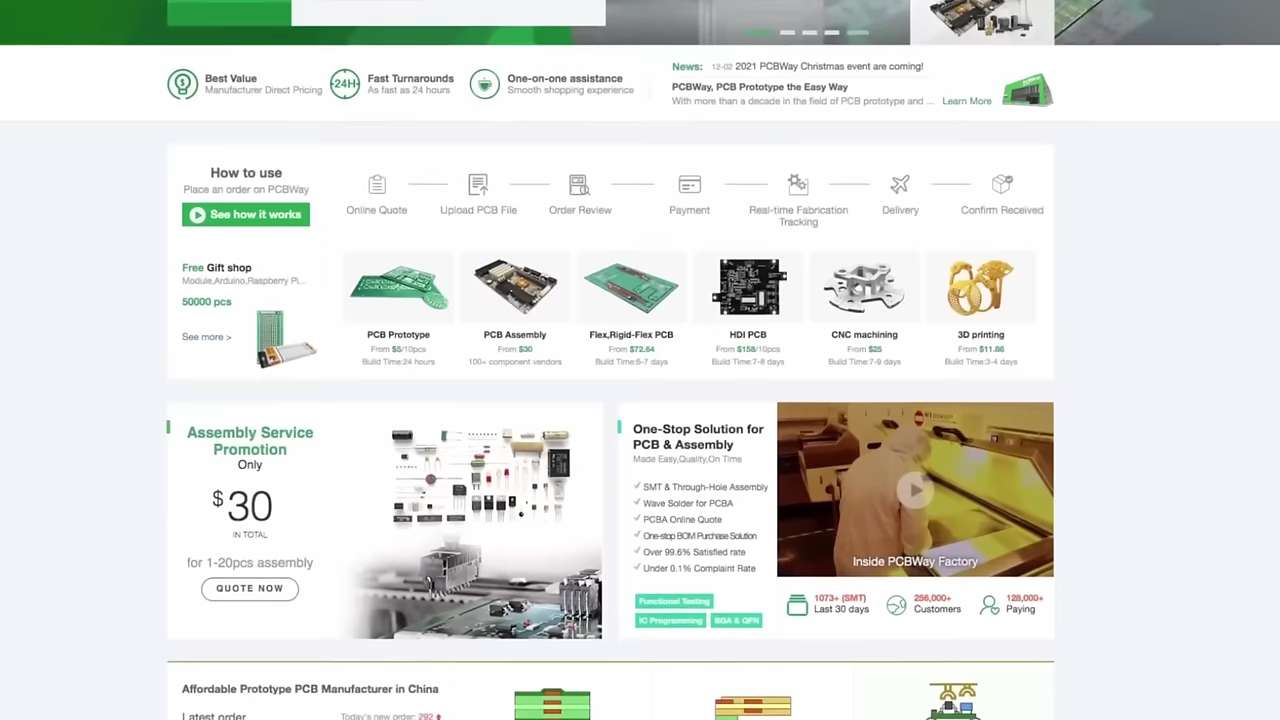 Best Value
Manufacturer Direct Pricing
24H
Fast Turnarounds
As fast as 24 hours
One-on-one assistance
Smooth shopping experience
News: 12-02 2021 PCBWay Christmas event are coming!
PCBWay, PCB Prototype the Easy Way
With more than a decade in the field of PCB prototype and ... Learn More
How to use
Place an order on PCBWay
See how it works
Online Quote
Upload PCB File
Order Review
Payment
Real-time Fabrication
Tracking
Delivery
Confirm Received
Free Gift shop
Module,Arduino,Raspberry Pi...
50000 pcs
See more >
PCB Prototype
From $5/10pcs
Build Time:24 hours
PCB Assembly
From $30
100+ component vendors
Flex,Rigid-Flex PCB
From $72.64
Build Time:6-7 days
HDI PCB
From $158/10pcs
Build Time:7-8 days
CNC machining
From $25
Build Time:7-9 days
3D printing
From $11.86
Build Time:3-4 days
Assembly Service
Promotion
Only
$30
IN TOTAL
for 1-20pcs assembly
QUOTE NOW
One-Stop Solution for
PCB & Assembly
Made Easy,Quality,On Time
SMT & Through-Hole Assembly
Wave Solder for PCBA
PCBA Online Quote
One-stop BOM Purchase Solution
Over 99.6% Satisfied rate
Under 0.1% Complaint Rate
Functional Testing
IC Programming
BGA & QFN
Inside PCBWay Factory
1073+ (SMT)
Last 30 days
256,000+
Customers
128,000+
Paying
Affordable Prototype PCB Manufacturer in China
Latest order
Today's new order: 292